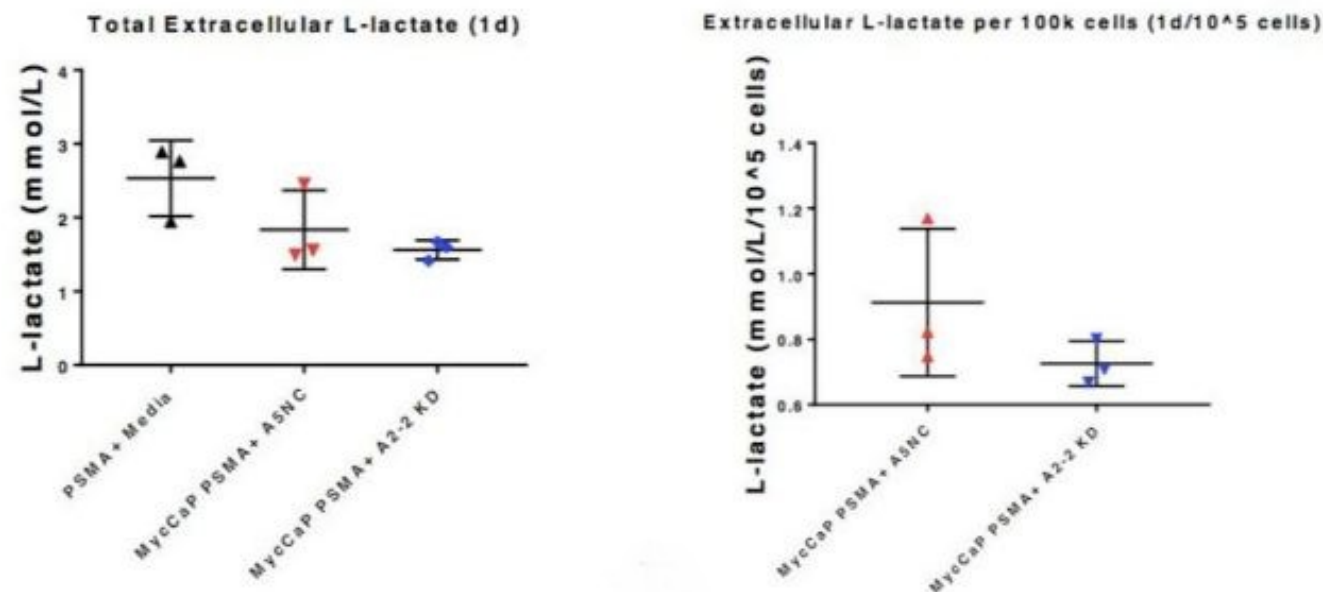 Total Extracellular L-lactate (1d)
L-lactate (mmol/L)
4
3
2
1
0
PSMA+ Media
MycCaP PSMA+ ASNC
MycCaP PSMA+ A2-2 KD
Extracellular L-lactate per 100k cells (1d/10^5 cells)
L-lactate (mmol/L/10^5 cells)
1.4
1.2
1.0
0.8
0.6
MycCaP PSMA+ ASNC
MycCaP PSMA+ A2-2 KD